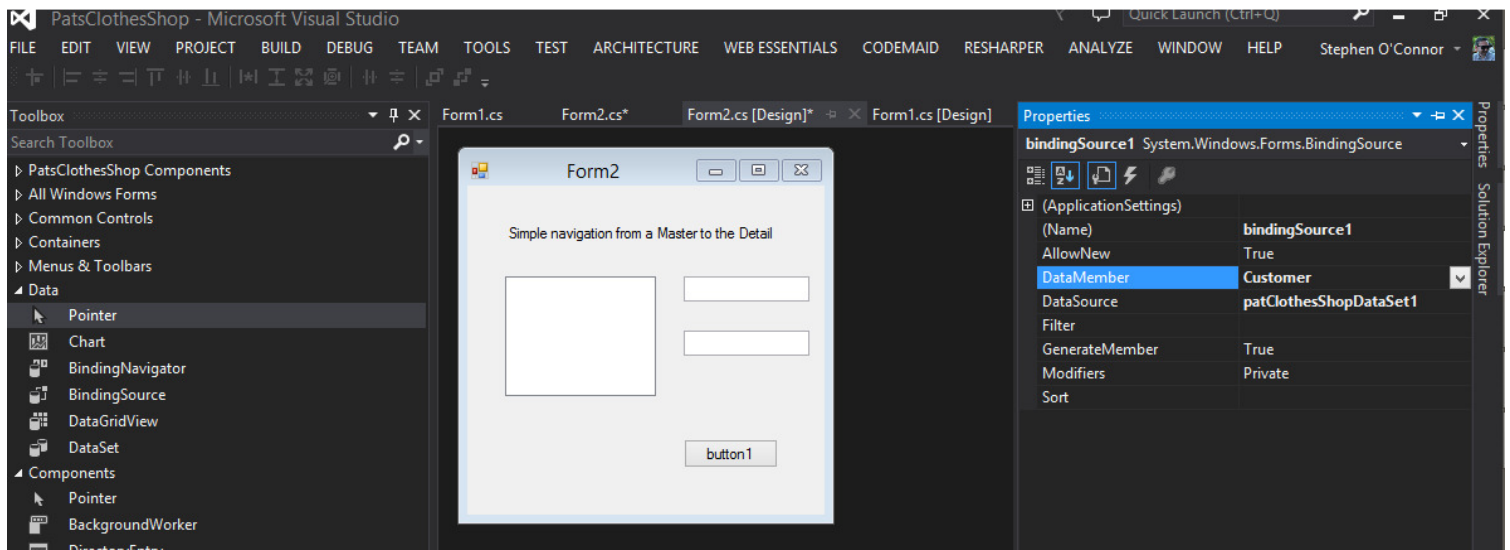 PatsClothesShop - Microsoft Visual Studio
Quick Launch (Ctrl+Q)
FILE EDIT VIEW PROJECT BUILD DEBUG TEAM TOOLS TEST ARCHITECTURE WEB ESSENTIALS CODEMAID RESHARPER ANALYZE WINDOW HELP Stephen O'Connor
Toolbox
Search Toolbox
PatsClothesShop Components
All Windows Forms
Common Controls
Containers
Menus & Toolbars
Data
Pointer
Chart
BindingNavigator
BindingSource
DataGridView
DataSet
Components
Pointer
BackgroundWorker
DirectoryEntry
Form1.cs Form2.cs* Form2.cs [Design]* Form1.cs [Design]
Form2
Simple navigation from a Master to the Detail
button1
Properties
bindingSource1 System.Windows.Forms.BindingSource
(ApplicationSettings)
(Name) bindingSource1
AllowNew True
DataMember Customer
DataSource patClothesShopDataSet1
Filter
GenerateMember True
Modifiers Private
Sort
Properties
Solution Explorer